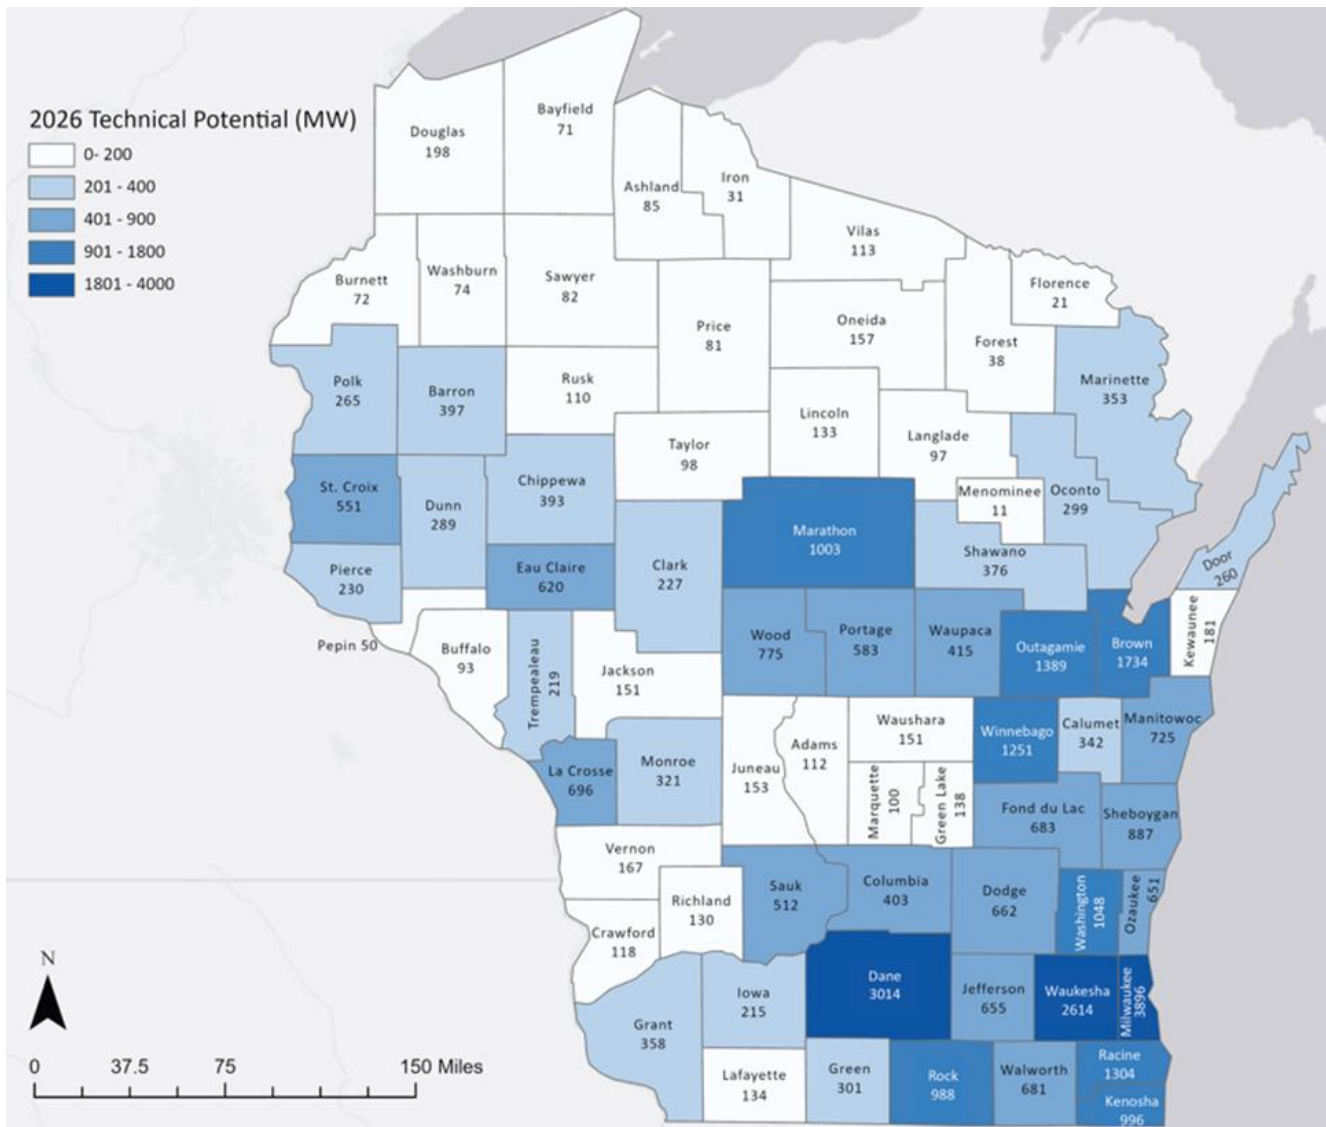 2026 Technical Potential (MW)
0- 200
201 - 400
401 - 900
901 - 1800
1801 - 4000
Douglas
198
Bayfield
71
Ashland
85
Iron
31
Vilas
113
Burnett
72
Washburn
74
Sawyer
82
Price
81
Oneida
157
Forest
38
Florence
21
Polk
265
Barron
397
Rusk
110
Lincoln
133
Langlade
97
Marinette
353
Taylor
98
St. Croix
551
Dunn
289
Chippewa
393
Clark
227
Marathon
1003
Menominee
11
Oconto
299
Shawano
376
Door
260
Pierce
230
Eau Claire
620
Pepin 50
Buffalo
93
Trempealeau
219
Jackson
151
Wood
775
Portage
583
Waupaca
415
Outagamie
1389
Brown
1734
Kewaunee
181
La Crosse
696
Monroe
321
Juneau
153
Adams
112
Waushara
151
Marquette
100
Green Lake
138
Winnebago
1251
Calumet
342
Manitowoc
725
Fond du Lac
683
Sheboygan
887
Vernon
167
Richland
130
Crawford
118
Sauk
512
Columbia
403
Dodge
662
Washington
1048
Ozaukee
651
Grant
358
Iowa
215
Dane
3014
Jefferson
655
Waukesha
2614
Milwaukee
3896
Lafayette
134
Green
301
Rock
988
Walworth
681
Racine
1304
Kenosha
996
N
0 37.5 75 150 Miles